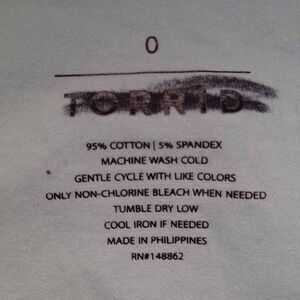 0
TORRID
95% COTTON | 5% SPANDEX
MACHINE WASH COLD
GENTLE CYCLE WITH LIKE COLORS
ONLY NON-CHLORINE BLEACH WHEN NEEDED
TUMBLE DRY LOW
COOL IRON IF NEEDED
MADE IN PHILIPPINES
RN#148862